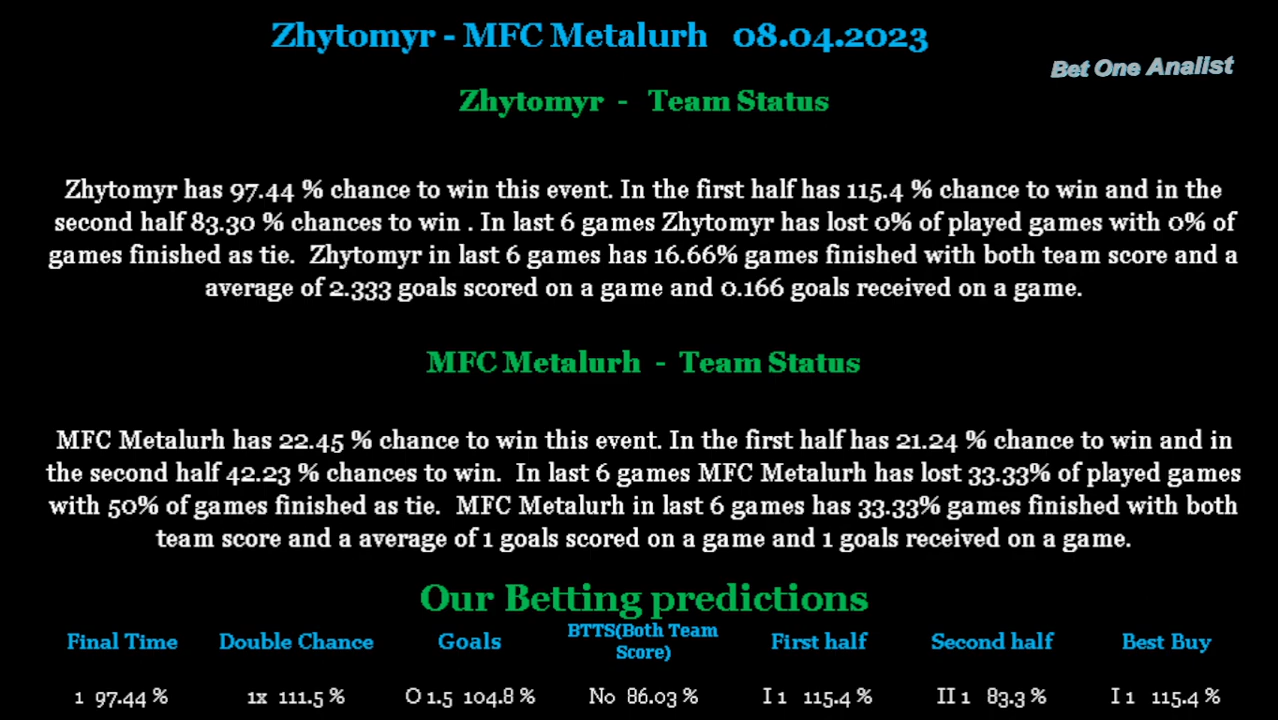 Zhytomyr - MFC Metalurh 08.04.2023
Bet One Analist
Zhytomyr - Team Status
Zhytomyr has 97.44 % chance to win this event. In the first half has 115.4 % chance to win and in the
second half 83.30 % chances to win . In last 6 games Zhytomyr has lost 0% of played games with 0% of
games finished as tie. Zhytomyr in last 6 games has 16.66% games finished with both team score and a
average of 2.333 goals scored on a game and 0.166 goals received on a game.
MFC Metalurh - Team Status
MFC Metalurh has 22.45 % chance to win this event. In the first half has 21.24 % chance to win and in
the second half 42.23 % chances to win. In last 6 games MFC Metalurh has lost 33.33% of played games
with 50% of games finished as tie. MFC Metalurh in last 6 games has 33.33% games finished with both
team score and a average of 1 goals scored on a game and 1 goals received on a game.
Our Betting predictions
Final Time Double Chance Goals BTTS(Both Team Score) First half Second half Best Buy
1 97.44 % 1x 111.5 % O 1.5 104.8 % No 86.03 % I 1 115.4 % II 1 83.3 % I 1 115.4 %